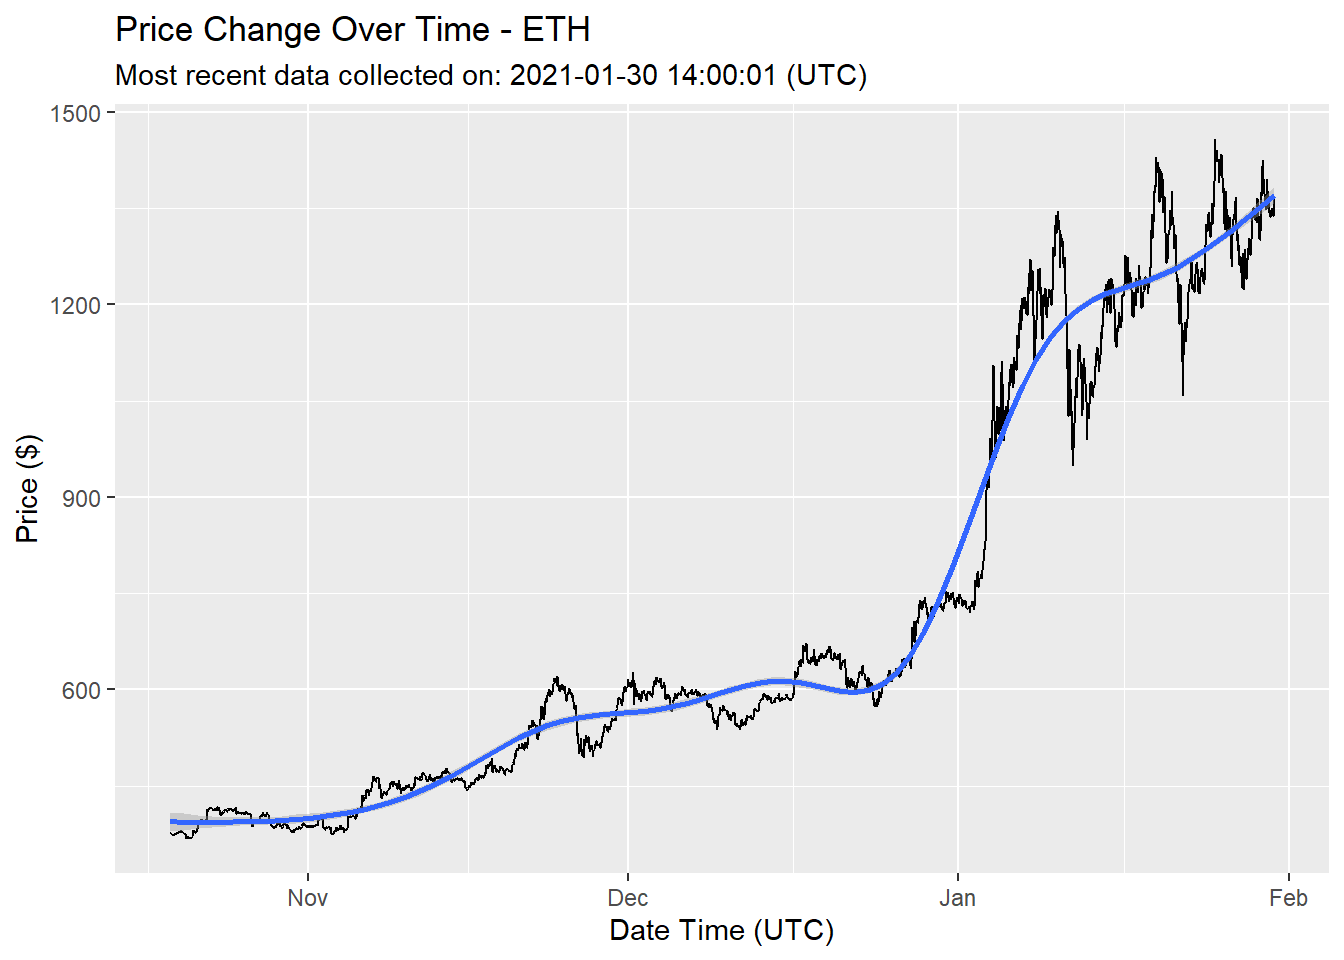 Price Change Over Time - ETH
Most recent data collected on: 2021-01-30 14:00:01 (UTC)
1500
1200
900
600
Price ($)
Nov Dec Jan Feb
Date Time (UTC)